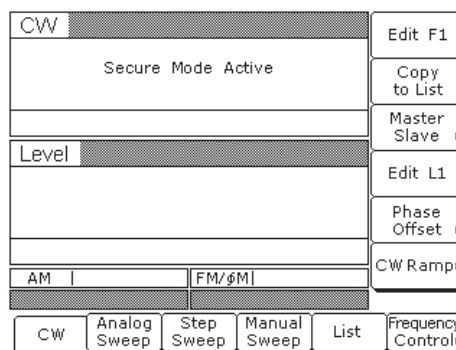 CW
Secure Mode Active
Level
AM
FM/ϕM
Edit F1
Copy
to List
Master
Slave
Edit L1
Phase
Offset
CW Ramp
CW
Analog
Sweep
Step
Sweep
Manual
Sweep
List
Frequency
Control